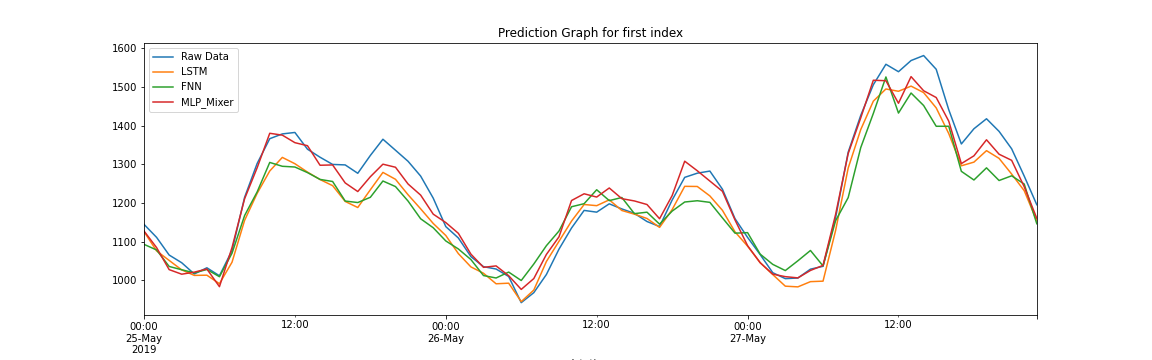 Prediction Graph for first index
1600
1500
1400
1300
1200
1100
1000
Raw Data
LSTM
FNN
MLP_Mixer
00:00
25-May
2019
12:00
00:00
26-May
12:00
00:00
27-May
12:00